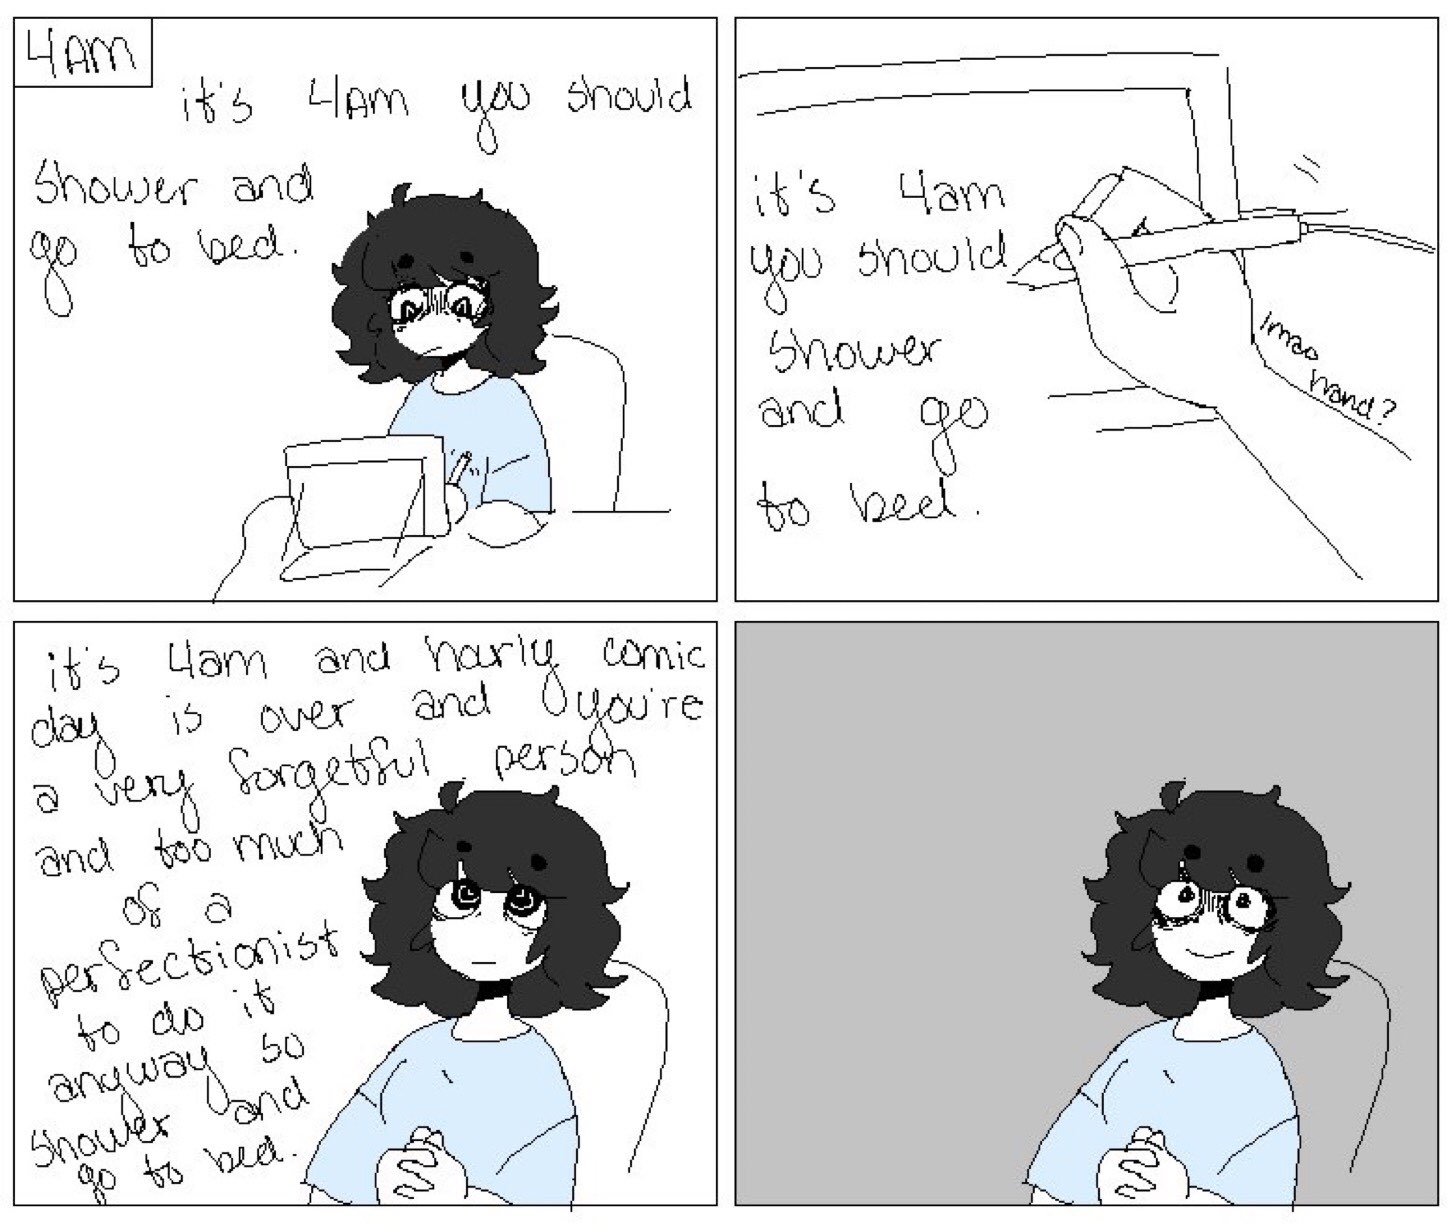 4AM
it's 4AM you should
shower and
go to bed.
it's 4am
you should
shower
and go
to bed.
lmao
hand?
it's 4am and hourly comic
day is over and you're
a very forgetful person
and too much
of a
perfectionist
to do it
anyway so
shower and
go to bed.